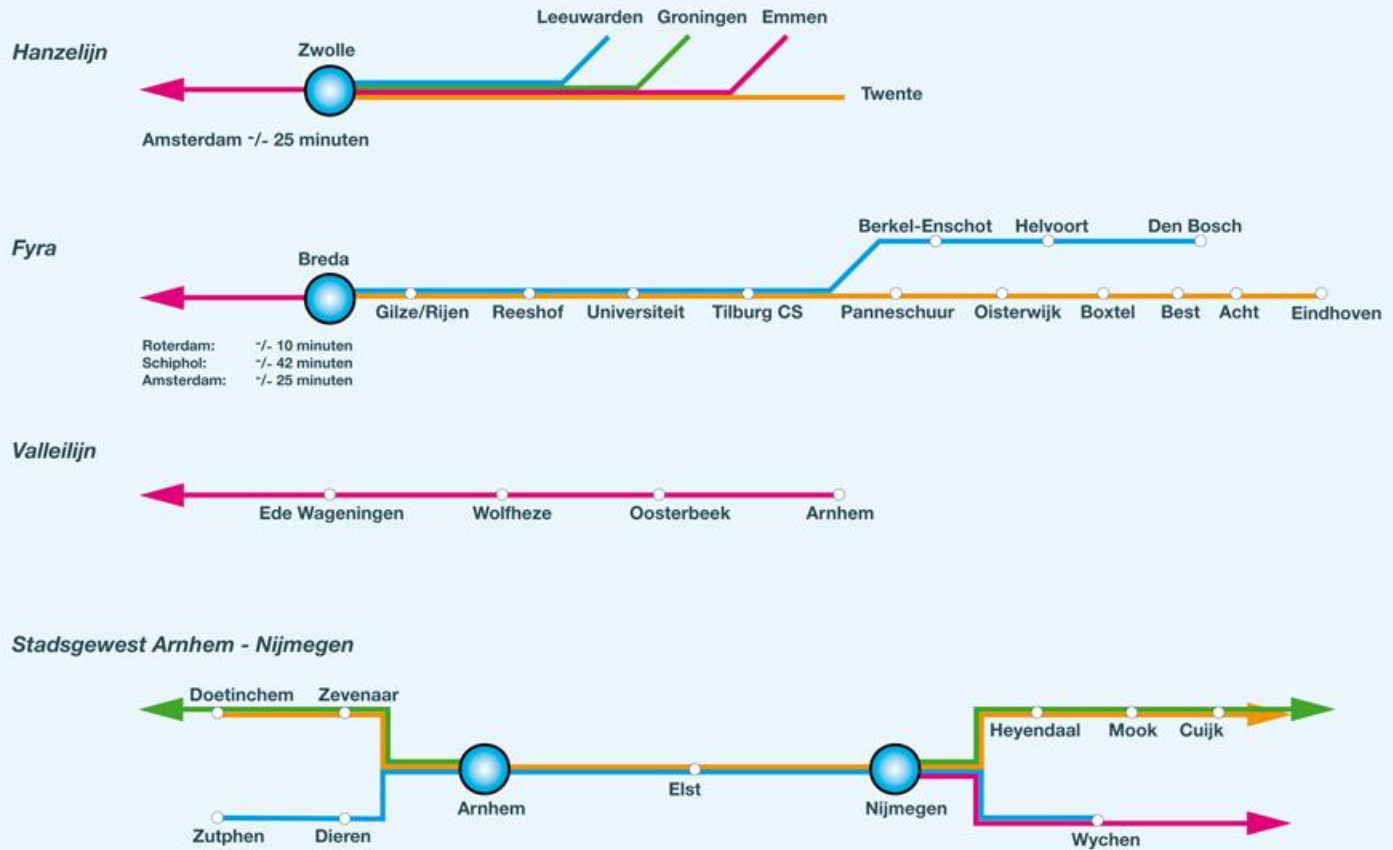 Leeuwarden Groningen Emmen
Hanzelijn
Zwolle
Twente
Amsterdam -/- 25 minuten
Berkel-Enschot Helvoort Den Bosch
Fyra
Breda
Gilze/Rijen Reeshof Universiteit Tilburg CS Panneschuur Oisterwijk Boxtel Best Acht Eindhoven
Roterdam: -/- 10 minuten
Schiphol: -/- 42 minuten
Amsterdam: -/- 25 minuten
Valleilijn
Ede Wageningen Wolfheze Oosterbeek Arnhem
Stadsgewest Arnhem - Nijmegen
Doetinchem Zevenaar
Heyendaal Mook Cuijk
Elst
Arnhem Nijmegen
Zutphen Dieren
Wychen